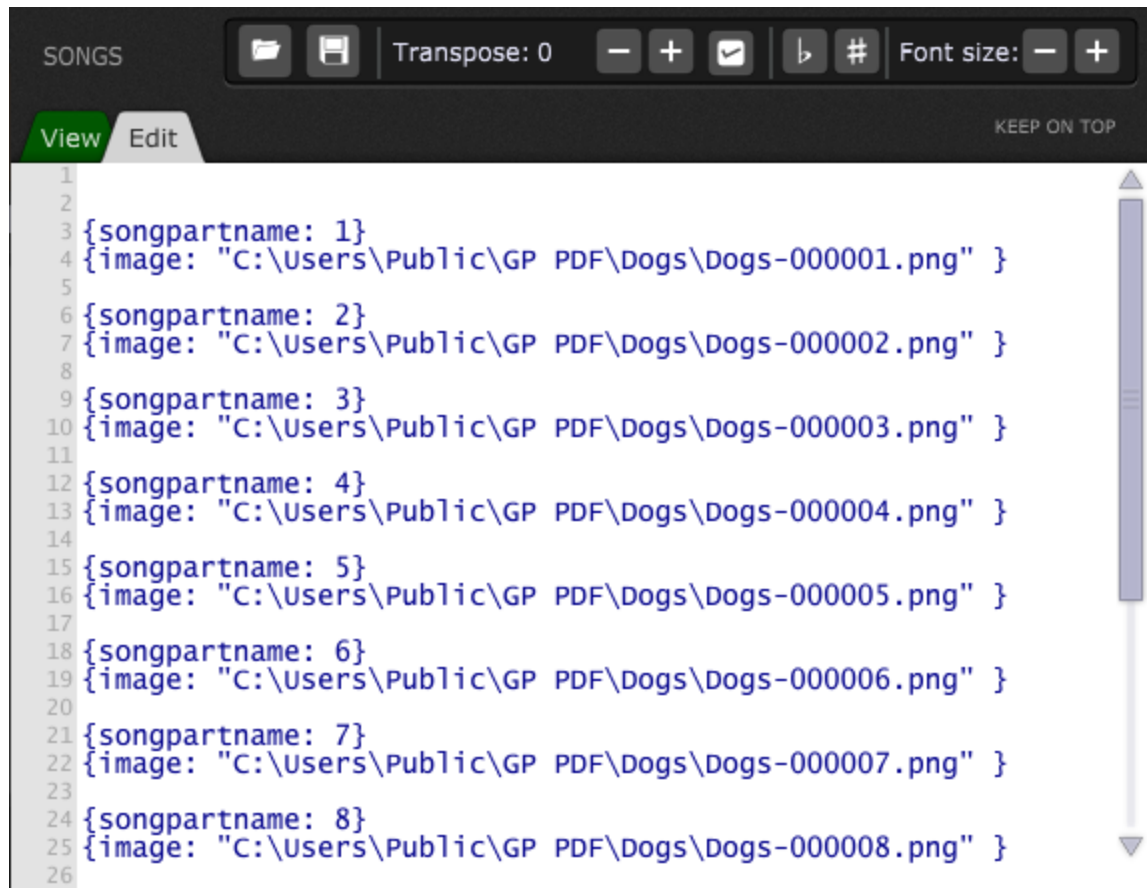 SONGS
Transpose: 0
♭ ♯
Font size:
View
Edit
KEEP ON TOP
1
2
3 {songpartname: 1}
4 {image: "C:\Users\Public\GP PDF\Dogs\Dogs-000001.png" }
5
6 {songpartname: 2}
7 {image: "C:\Users\Public\GP PDF\Dogs\Dogs-000002.png" }
8
9 {songpartname: 3}
10 {image: "C:\Users\Public\GP PDF\Dogs\Dogs-000003.png" }
11
12 {songpartname: 4}
13 {image: "C:\Users\Public\GP PDF\Dogs\Dogs-000004.png" }
14
15 {songpartname: 5}
16 {image: "C:\Users\Public\GP PDF\Dogs\Dogs-000005.png" }
17
18 {songpartname: 6}
19 {image: "C:\Users\Public\GP PDF\Dogs\Dogs-000006.png" }
20
21 {songpartname: 7}
22 {image: "C:\Users\Public\GP PDF\Dogs\Dogs-000007.png" }
23
24 {songpartname: 8}
25 {image: "C:\Users\Public\GP PDF\Dogs\Dogs-000008.png" }
26